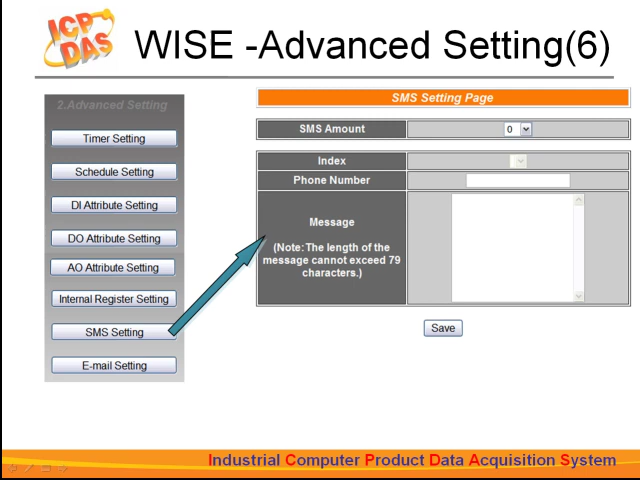 ICP
DAS
WISE -Advanced Setting(6)
2.Advanced Setting
Timer Setting
Schedule Setting
DI Attribute Setting
DO Attribute Setting
AO Attribute Setting
Internal Register Setting
SMS Setting
E-mail Setting
SMS Setting Page
SMS Amount
0
Index
Phone Number
Message
(Note:The length of the
message cannot exceed 79
characters.)
Save
Industrial Computer Product Data Acquisition System